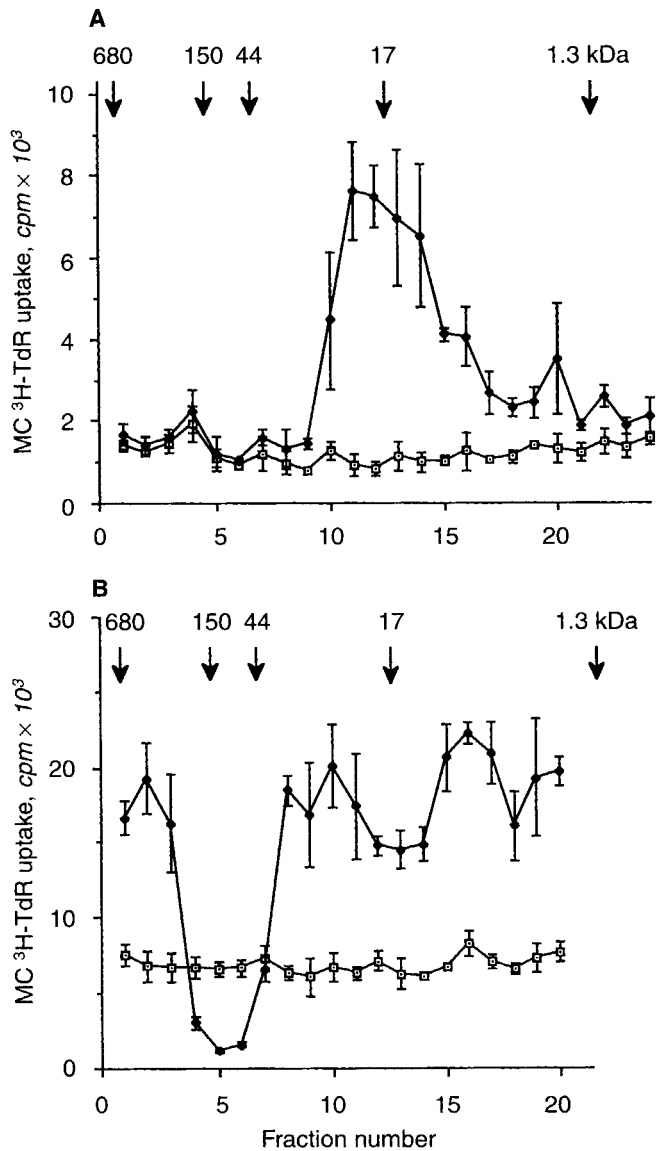 A
680 150 44 17 1.3 kDa
10
8
6
4
2
0
MC ³H-TdR uptake, cpm × 10³
0 5 10 15 20
B
680 150 44 17 1.3 kDa
30
20
10
0
MC ³H-TdR uptake, cpm × 10³
0 5 10 15 20
Fraction number